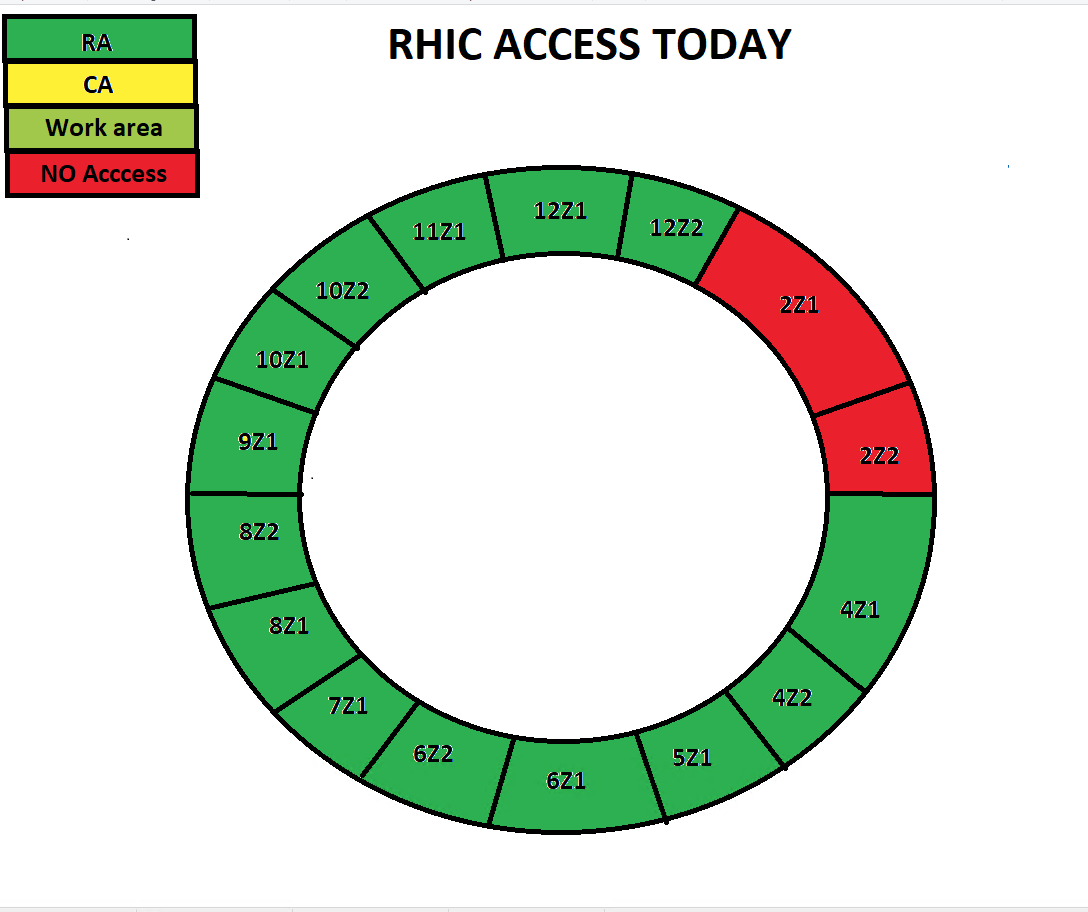 RHIC ACCESS TODAY
RA
CA
Work area
NO Acccess
12Z1
12Z2
11Z1
2Z1
10Z2
10Z1
9Z1
2Z2
8Z2
4Z1
8Z1
4Z2
7Z1
6Z2
5Z1
6Z1